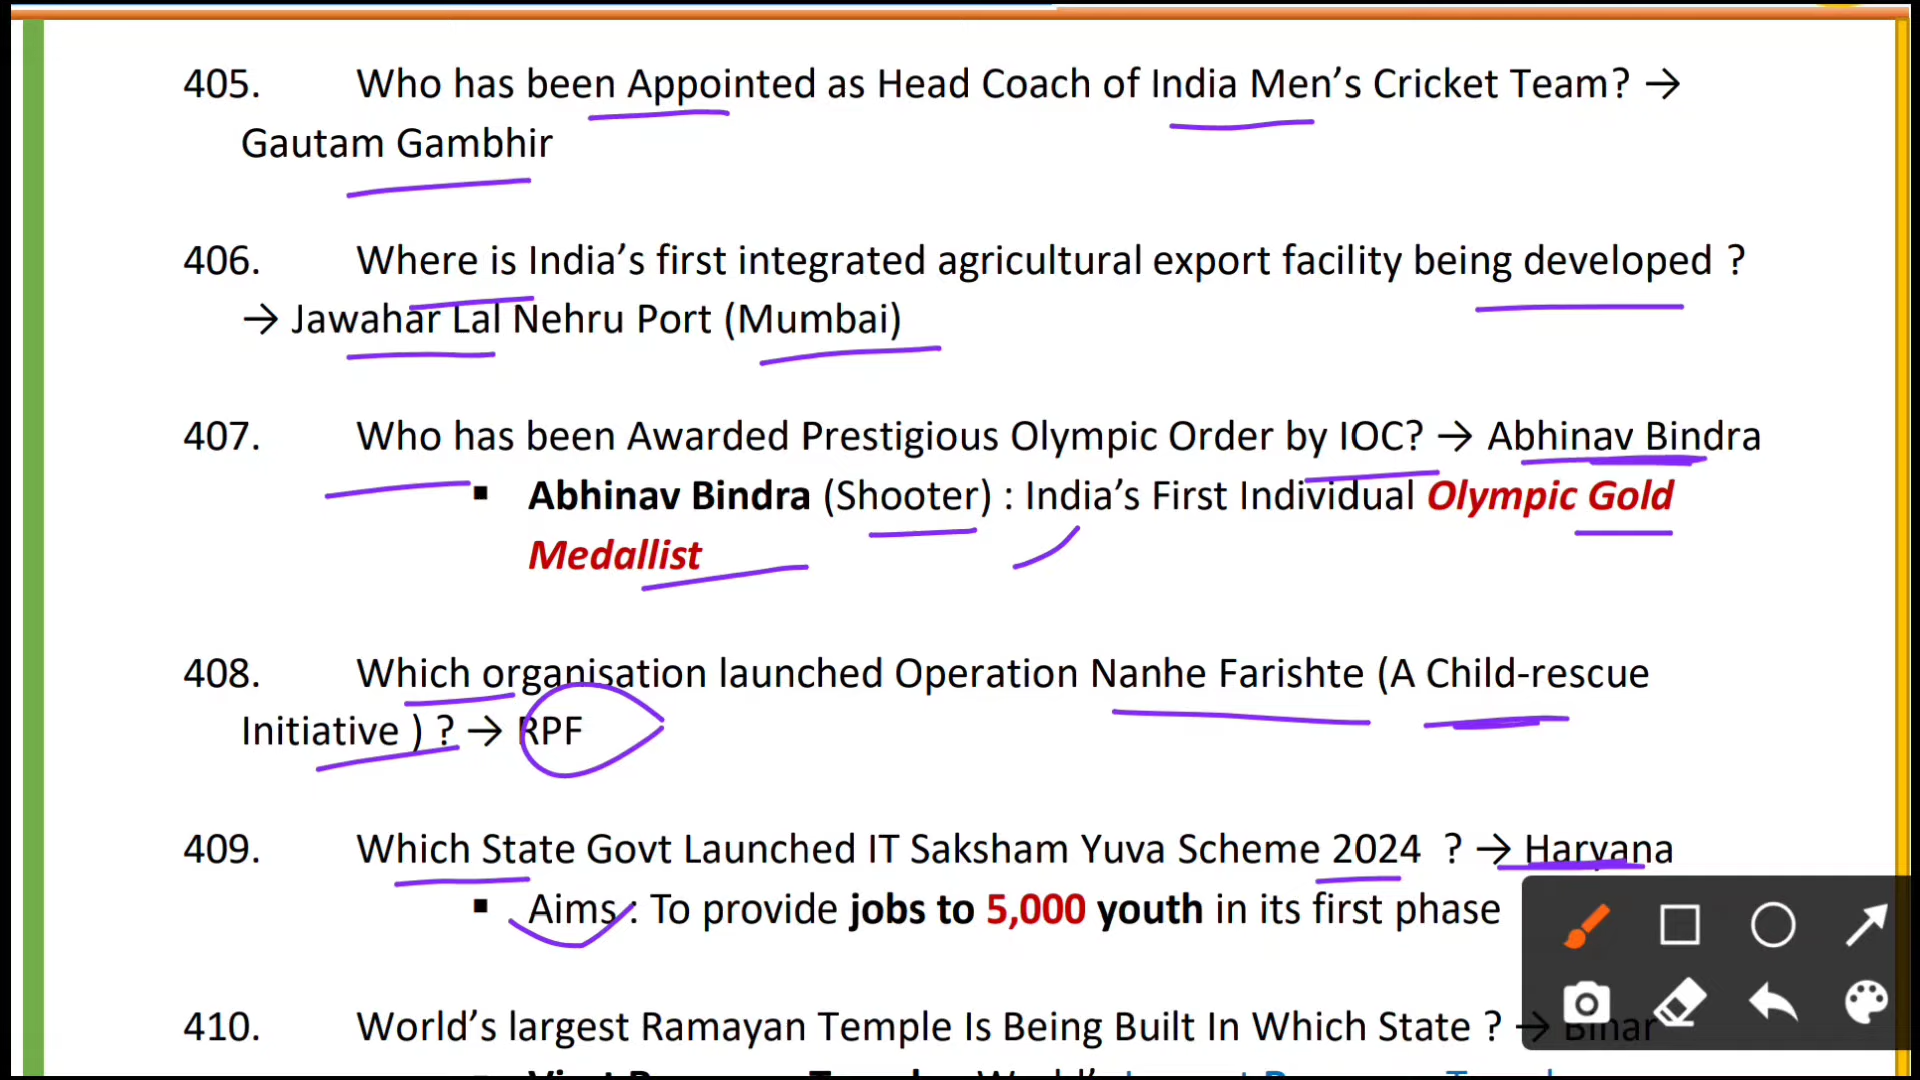 405. Who has been Appointed as Head Coach of India Men’s Cricket Team? →
Gautam Gambhir
406. Where is India’s first integrated agricultural export facility being developed ?
→ Jawahar Lal Nehru Port (Mumbai)
407. Who has been Awarded Prestigious Olympic Order by IOC? → Abhinav Bindra
▪ Abhinav Bindra (Shooter) : India’s First Individual Olympic Gold
Medallist
408. Which organisation launched Operation Nanhe Farishte (A Child-rescue
Initiative ) ? → RPF
409. Which State Govt Launched IT Saksham Yuva Scheme 2024 ? → Haryana
▪ Aims : To provide jobs to 5,000 youth in its first phase
410. World’s largest Ramayan Temple Is Being Built In Which State ? → Bihar